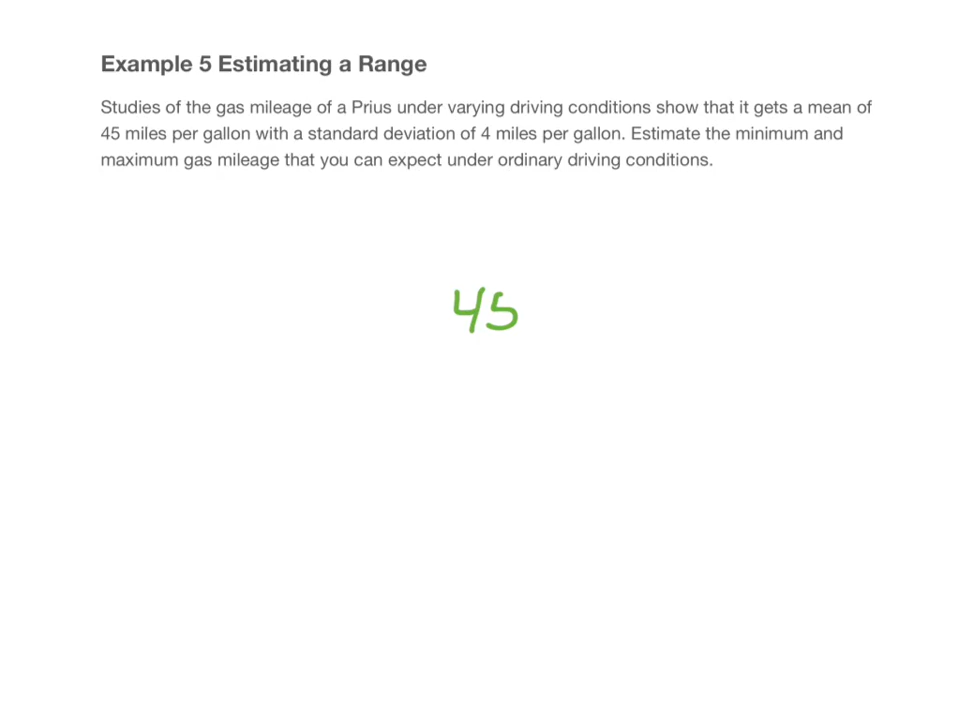 Example 5 Estimating a Range
Studies of the gas mileage of a Prius under varying driving conditions show that it gets a mean of
45 miles per gallon with a standard deviation of 4 miles per gallon. Estimate the minimum and
maximum gas mileage that you can expect under ordinary driving conditions.
45